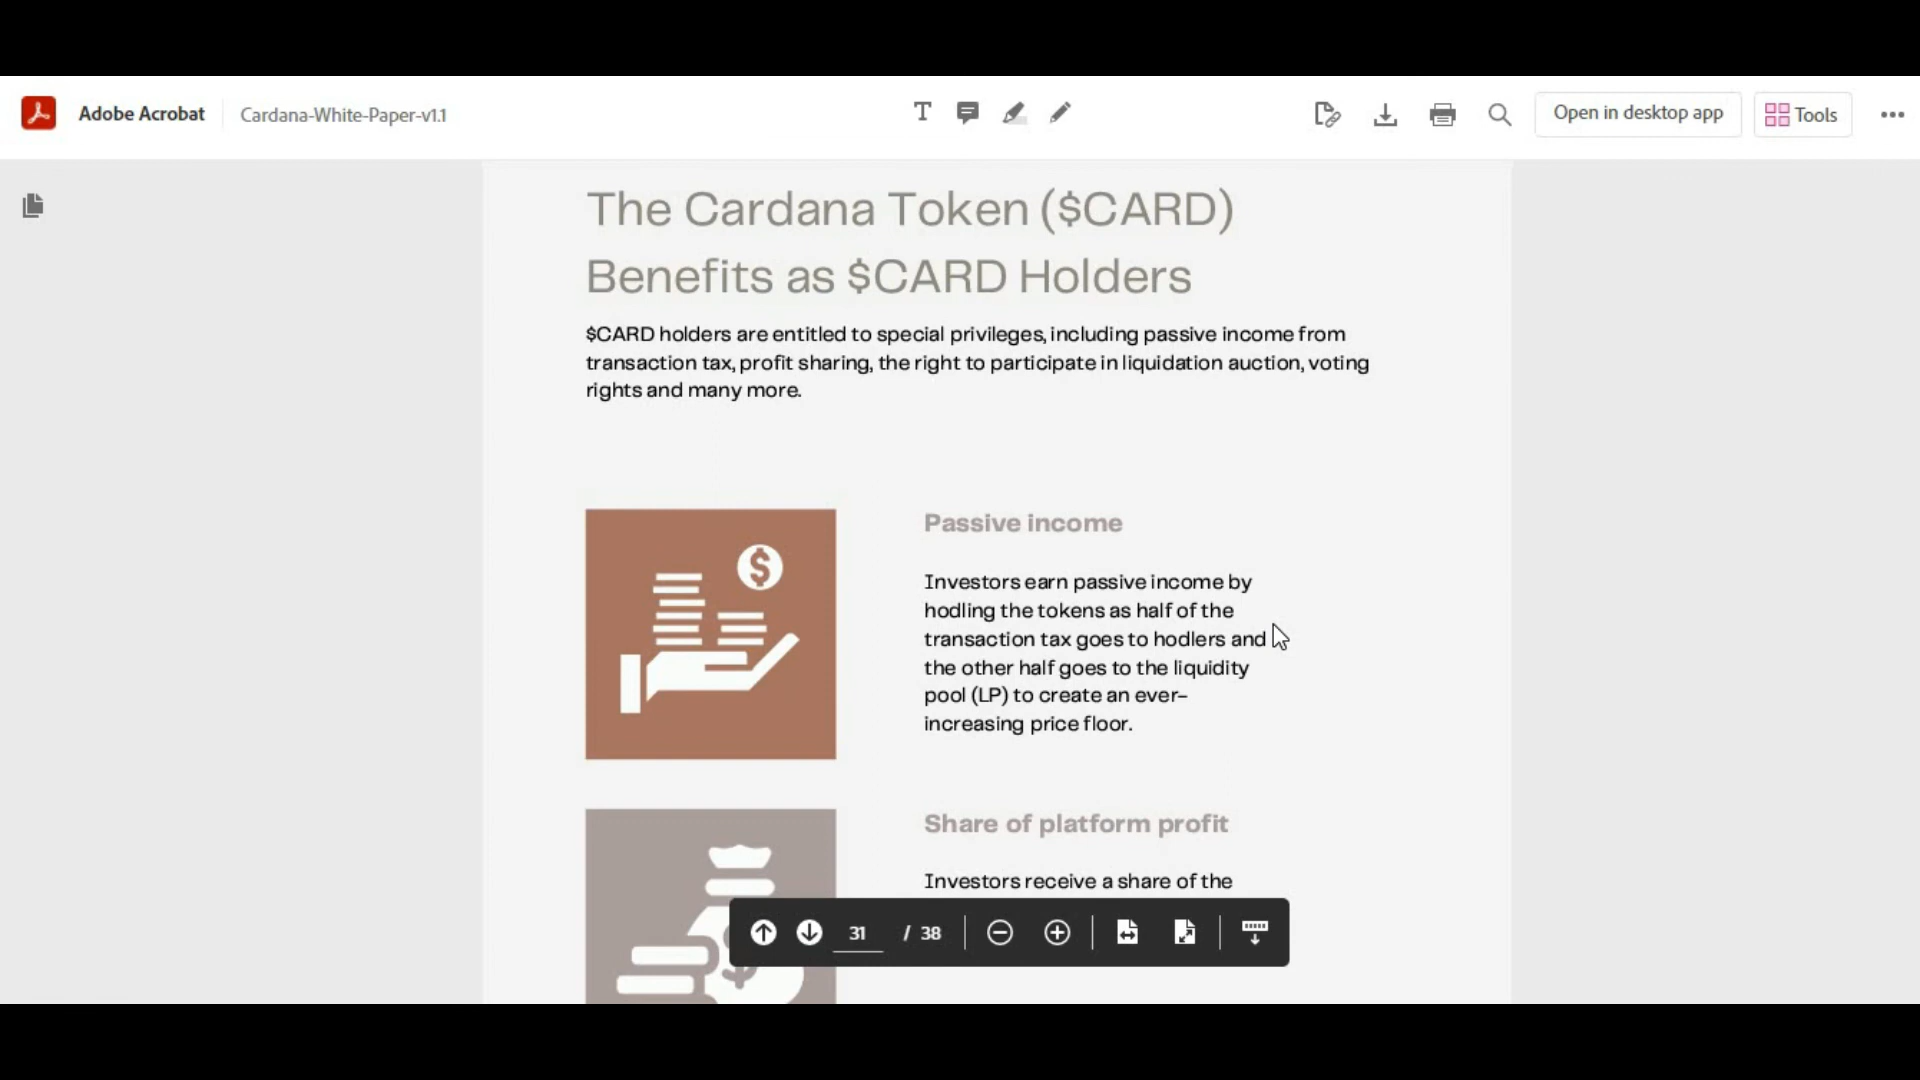 Adobe Acrobat
Cardana-White-Paper-v1.1
T
Open in desktop app
Tools
The Cardana Token ($CARD)
Benefits as $CARD Holders
$CARD holders are entitled to special privileges, including passive income from
transaction tax, profit sharing, the right to participate in liquidation auction, voting
rights and many more.
$
Passive income
Investors earn passive income by
hodling the tokens as half of the
transaction tax goes to hodlers and
the other half goes to the liquidity
pool (LP) to create an ever-
increasing price floor.
Share of platform profit
Investors receive a share of the
31 / 38